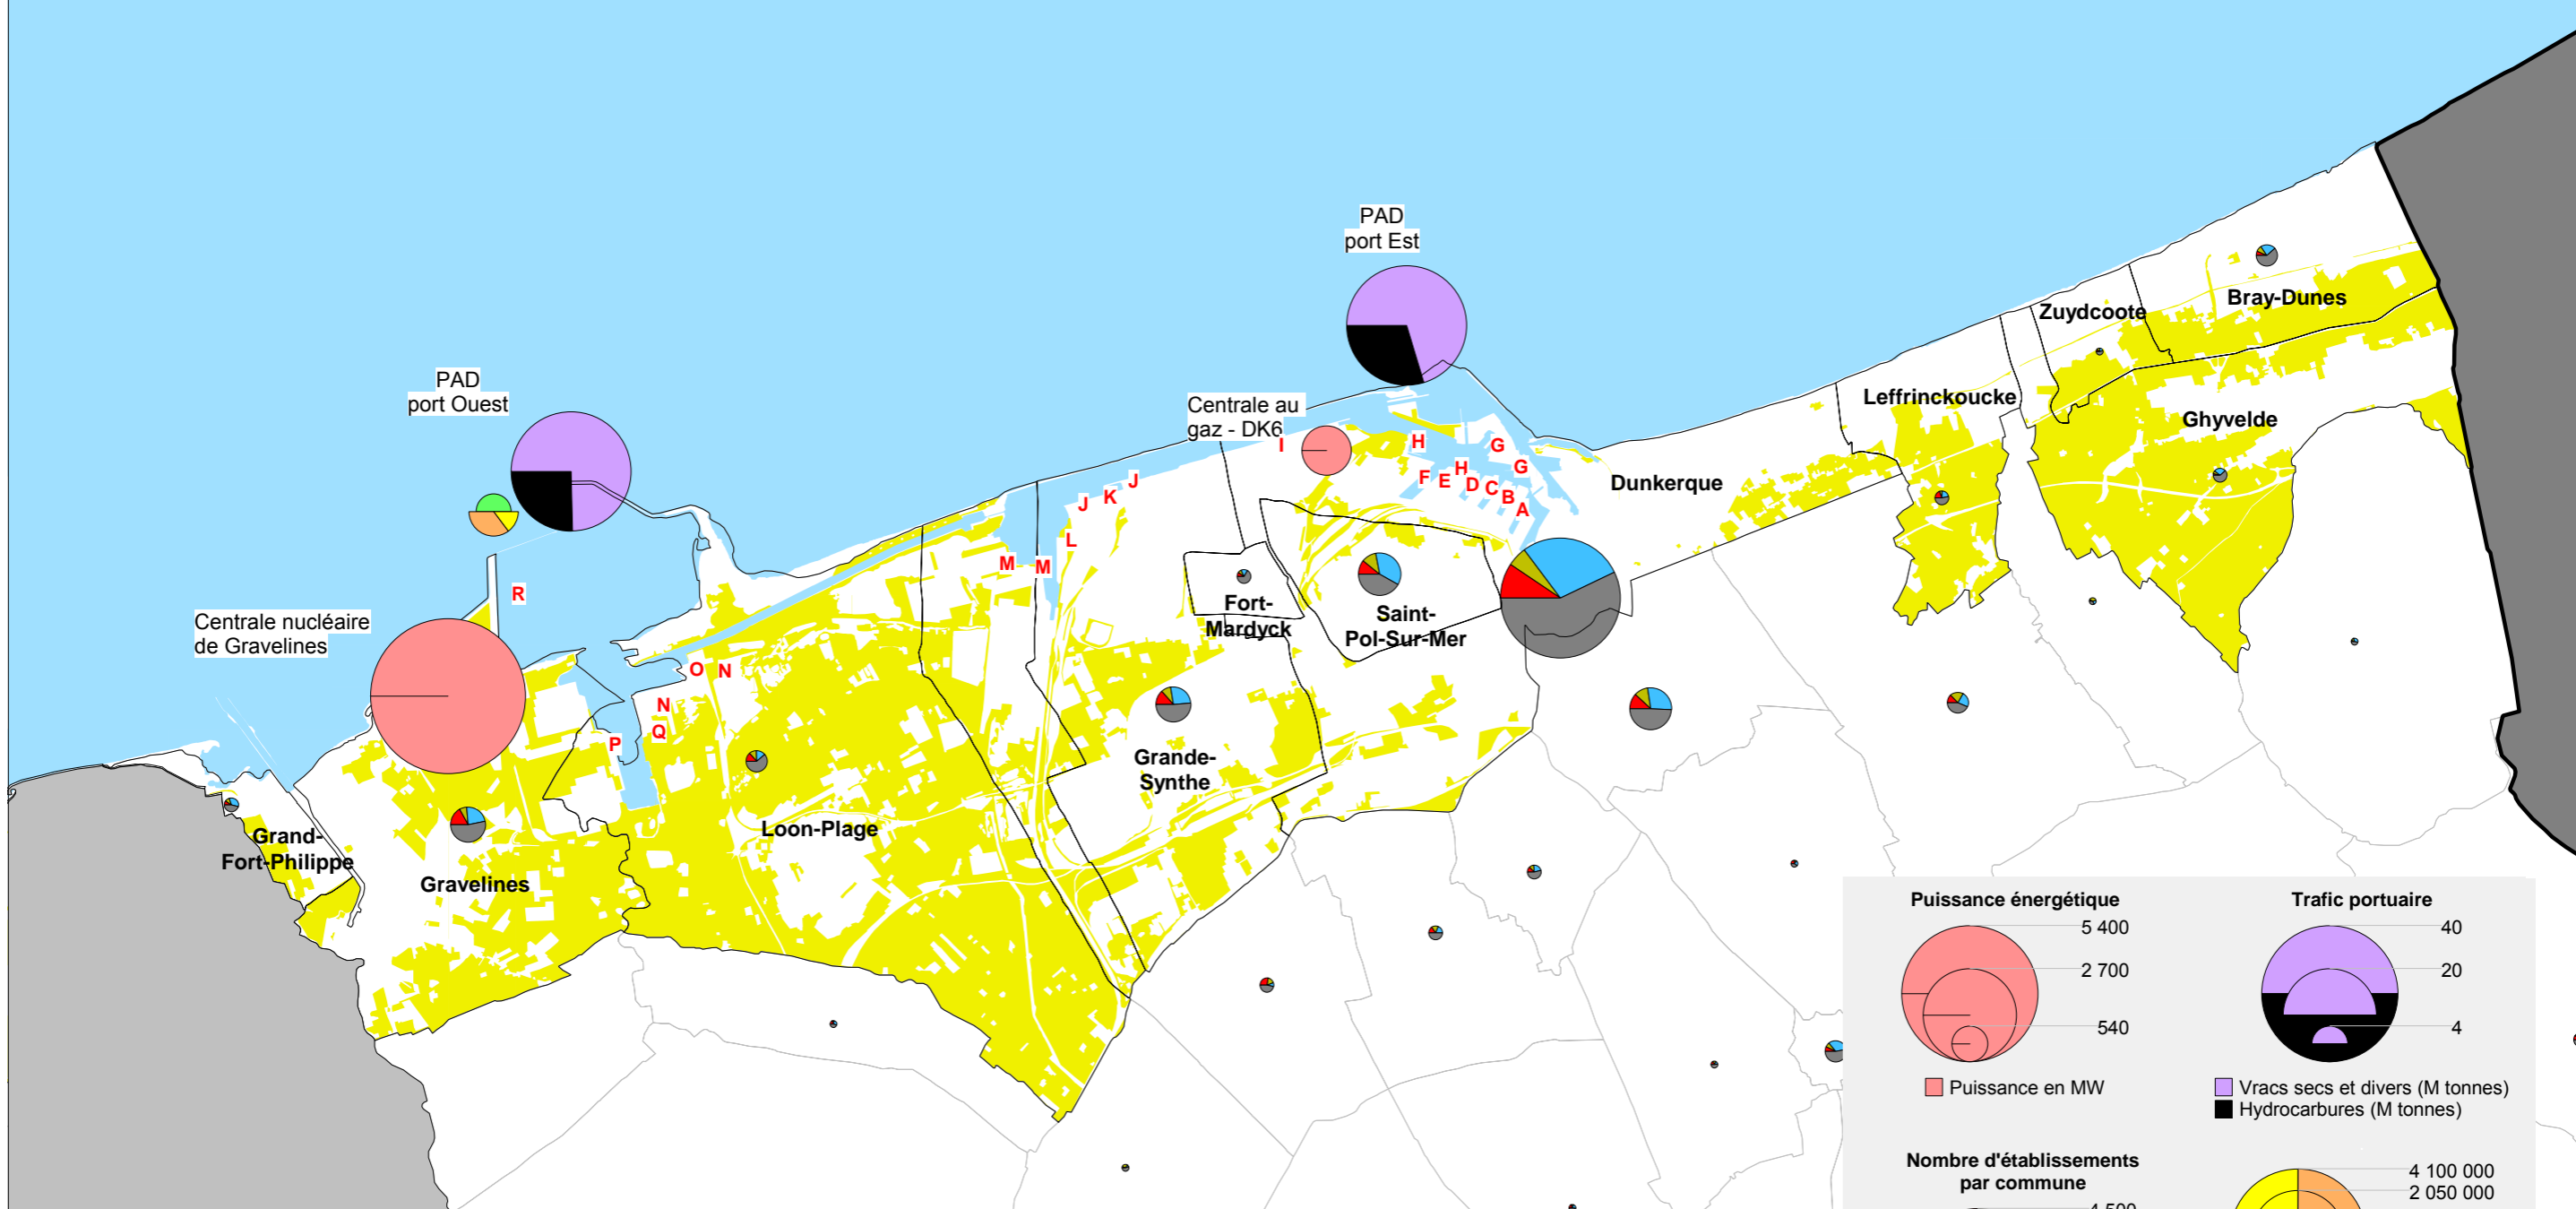 PAD
port Est
Zuydcoote
Bray-Dunes
PAD
port Ouest
Centrale au
gaz - DK6
Leffrinckoucke
Ghyvelde
I
H
G
G
H
F
E
D
C
B
A
Dunkerque
J
K
J
L
M
M
R
Centrale nucléaire
de Gravelines
Fort-
Mardyck
Saint-
Pol-Sur-Mer
O
N
N
Q
P
Grande-
Synthe
Loon-Plage
Grand-
Fort-Philippe
Gravelines
Puissance énergétique
5 400
2 700
540
Puissance en MW
Trafic portuaire
40
20
4
Vracs secs et divers (M tonnes)
Hydrocarbures (M tonnes)
Nombre d'établissements
par commune
4 500
4 100 000
2 050 000